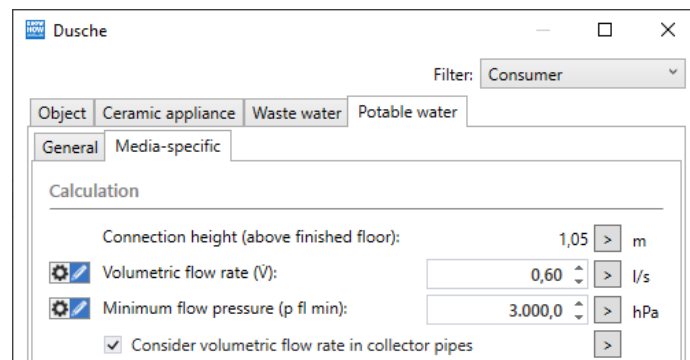 Dusche
Filter: Consumer
Object Ceramic appliance Waste water Potable water
General Media-specific
Calculation
Connection height (above finished floor): 1,05 > m
Volumetric flow rate (V̇): 0,60 > l/s
Minimum flow pressure (p fl min): 3.000,0 > hPa
Consider volumetric flow rate in collector pipes >